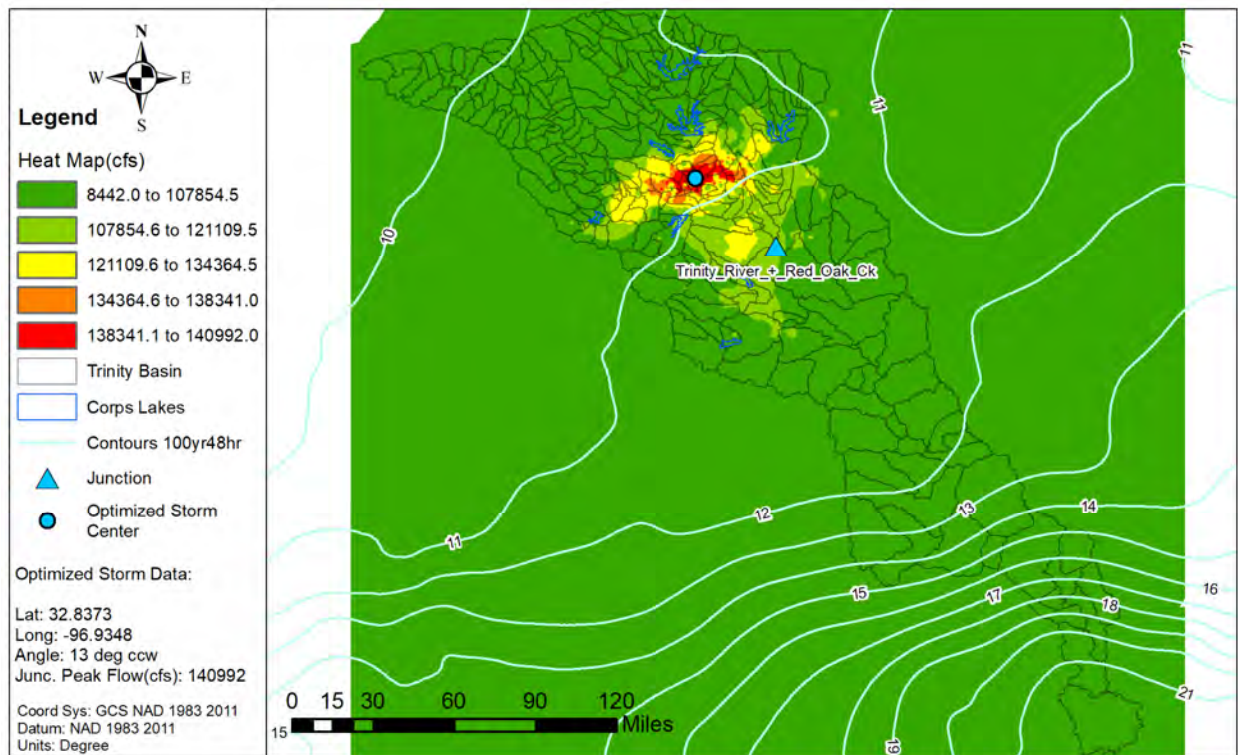 N
W E
S
Legend
Heat Map(cfs)
8442.0 to 107854.5
107854.6 to 121109.5
121109.6 to 134364.5
134364.6 to 138341.0
138341.1 to 140992.0
Trinity Basin
Corps Lakes
Contours 100yr48hr
Junction
Optimized Storm
Center
Optimized Storm Data:
Lat: 32.8373
Long: -96.9348
Angle: 13 deg ccw
Junc. Peak Flow(cfs): 140992
Coord Sys: GCS NAD 1983 2011
Datum: NAD 1983 2011
Units: Degree
11
11
10
Trinity_River_+_Red_Oak_Ck
11
12
13
14
15
16
17
18
21
19
15
0 15 30 60 90 120
Miles